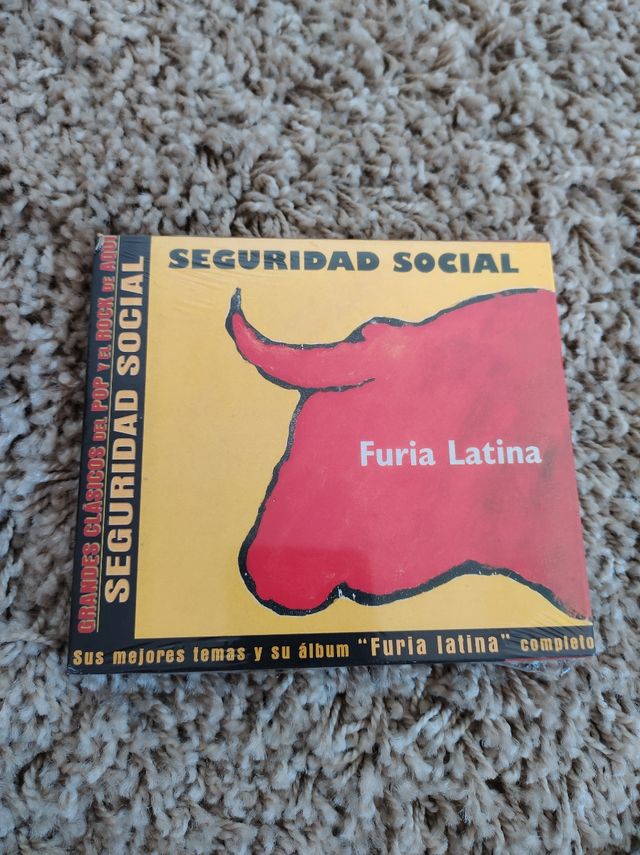 GRANDES CLÁSICOS DEL POP Y EL ROCK DE AQUÍ
SEGURIDAD SOCIAL
SEGURIDAD SOCIAL
Furia Latina
Sus mejores temas y su álbum "Furia latina" completo